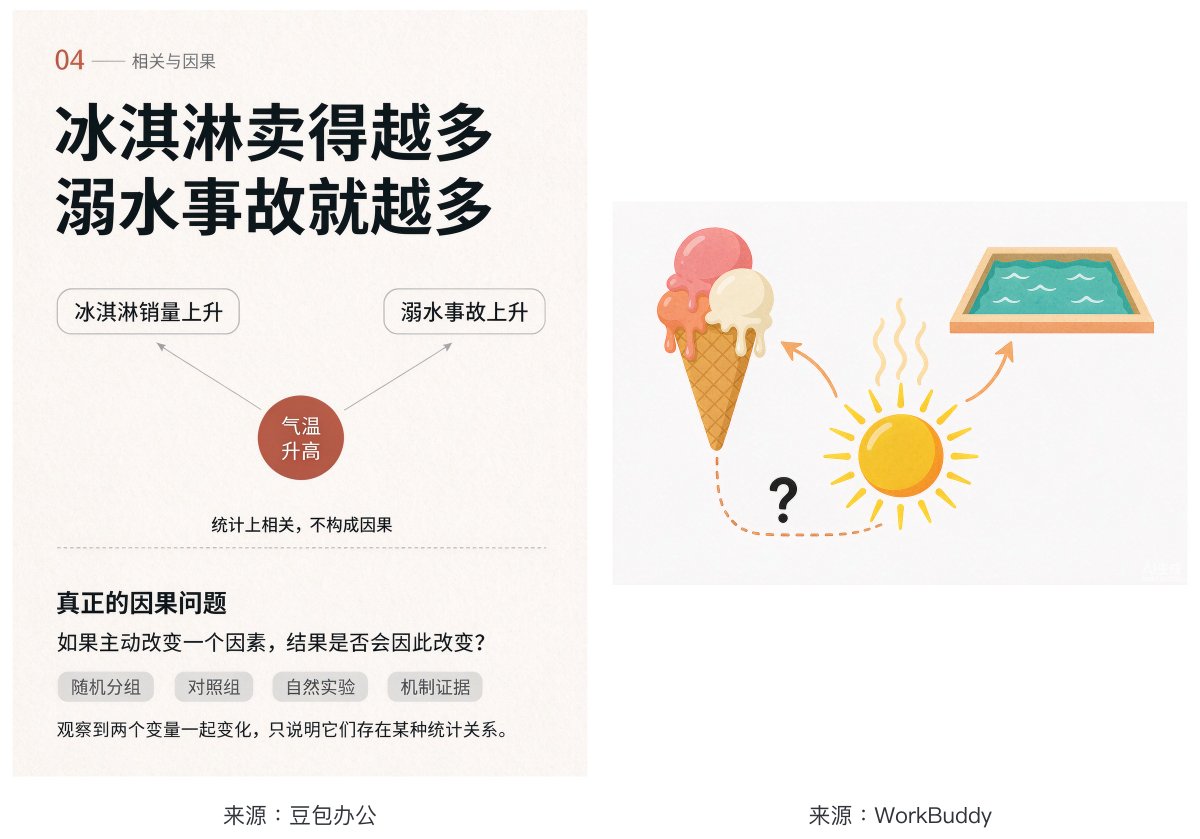 04 —— 相关与因果
冰淇淋卖得越多
溺水事故就越多
冰淇淋销量上升
溺水事故上升
气温
升高
统计上相关，不构成因果
真正的因果问题
如果主动改变一个因素，结果是否会因此改变？
随机分组 对照组 自然实验 机制证据
观察到两个变量一起变化，只说明它们存在某种统计关系。
来源：豆包办公
?
来源：WorkBuddy